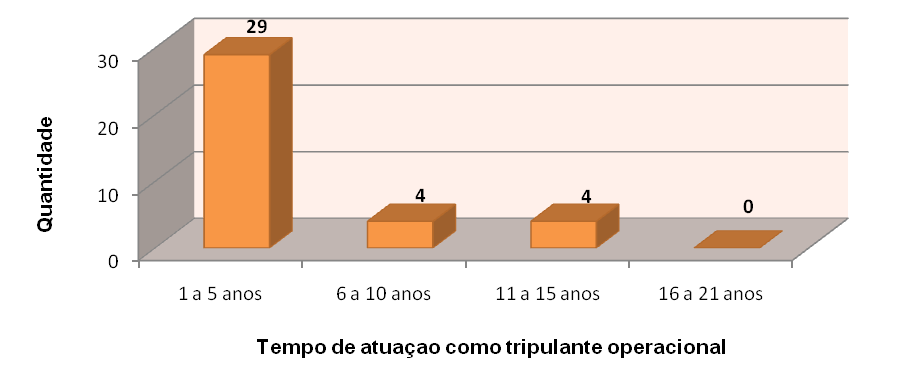 29
30
20
10
0
4
4
0
Quantidade
1 a 5 anos
6 a 10 anos
11 a 15 anos
16 a 21 anos
Tempo de atuaçao como tripulante operacional